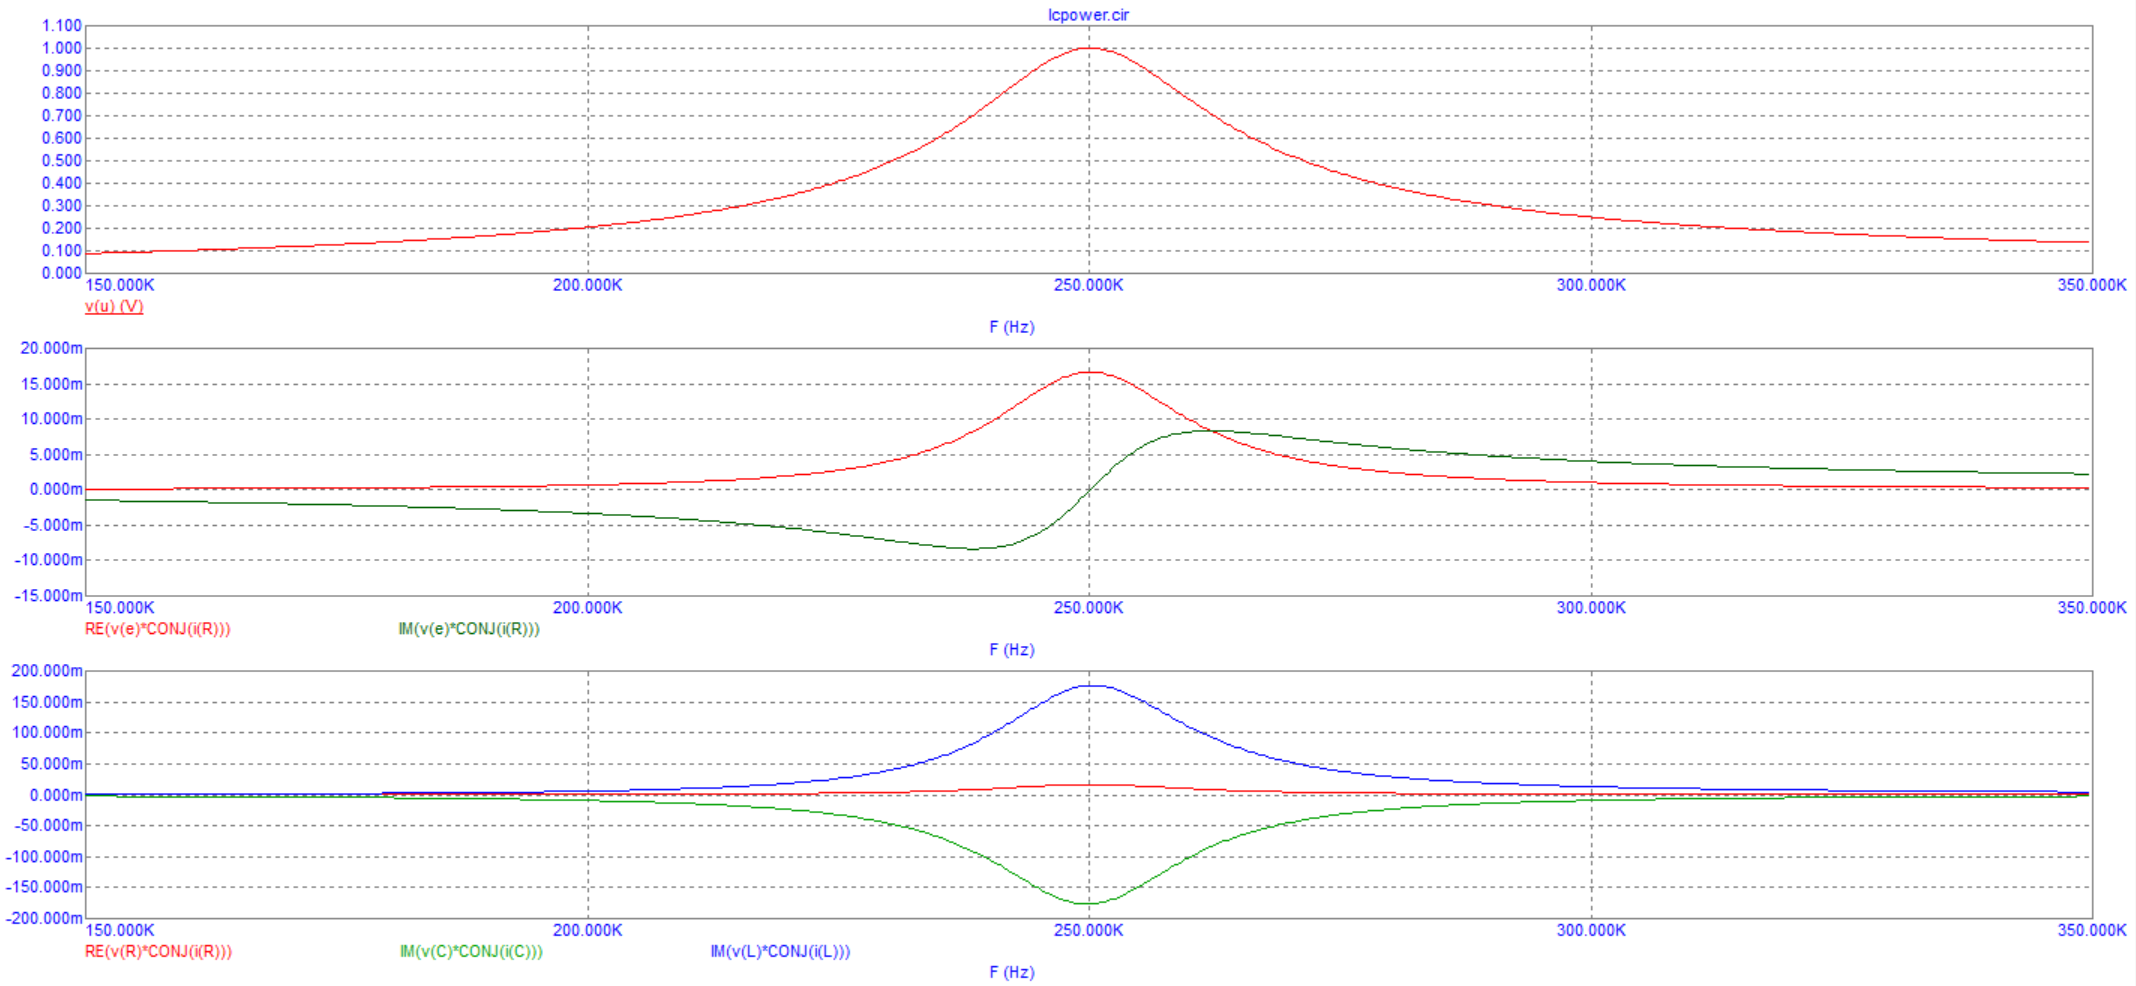 lcpower.cir
1.100
1.000
0.900
0.800
0.700
0.600
0.500
0.400
0.300
0.200
0.100
0.000
150.000K 200.000K 250.000K 300.000K 350.000K
v(u) (V)
F (Hz)
20.000m
15.000m
10.000m
5.000m
0.000m
-5.000m
-10.000m
-15.000m
150.000K 200.000K 250.000K 300.000K 350.000K
RE(v(e)*CONJ(i(R))) IM(v(e)*CONJ(i(R)))
F (Hz)
200.000m
150.000m
100.000m
50.000m
0.000m
-50.000m
-100.000m
-150.000m
-200.000m
150.000K 200.000K 250.000K 300.000K 350.000K
RE(v(R)*CONJ(i(R))) IM(v(C)*CONJ(i(C))) IM(v(L)*CONJ(i(L)))
F (Hz)